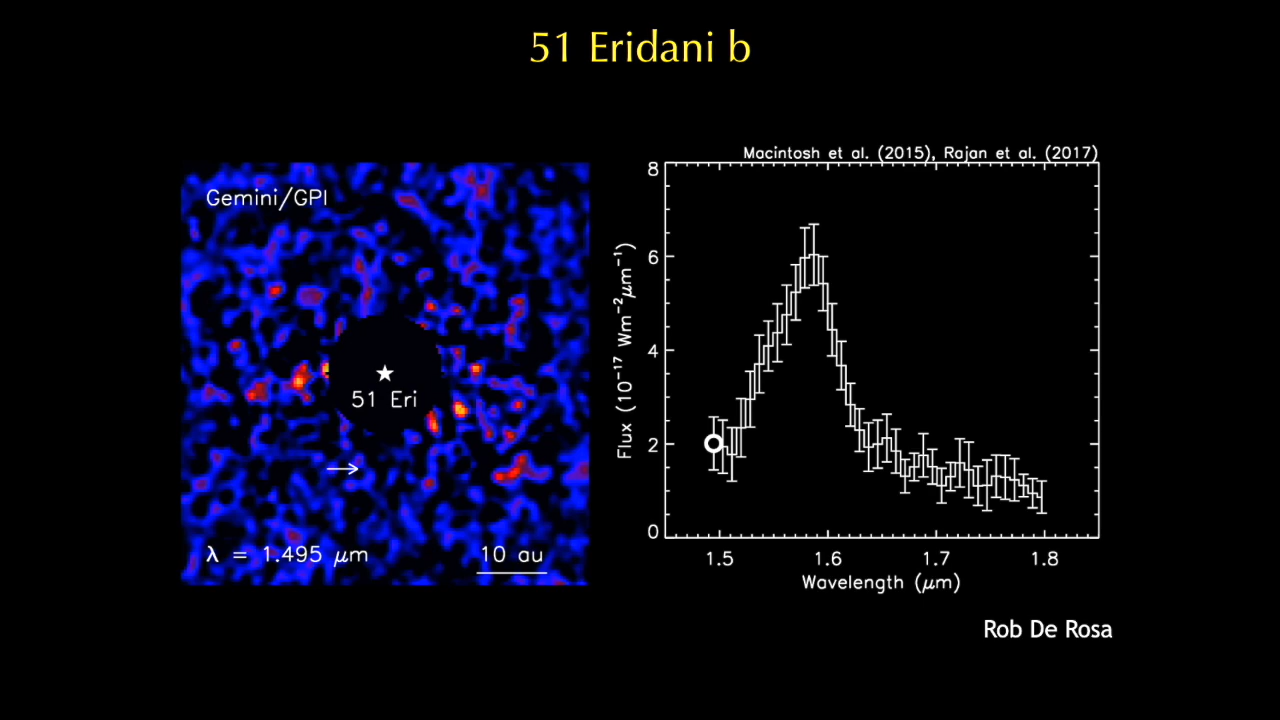 51 Eridani b
Gemini/GPI
51 Eri
λ = 1.495 μm
10 au
Macintosh et al. (2015), Rajan et al. (2017)
8
6
4
2
0
Flux (10⁻¹⁷ Wm⁻²μm⁻¹)
1.5 1.6 1.7 1.8
Wavelength (μm)
Rob De Rosa